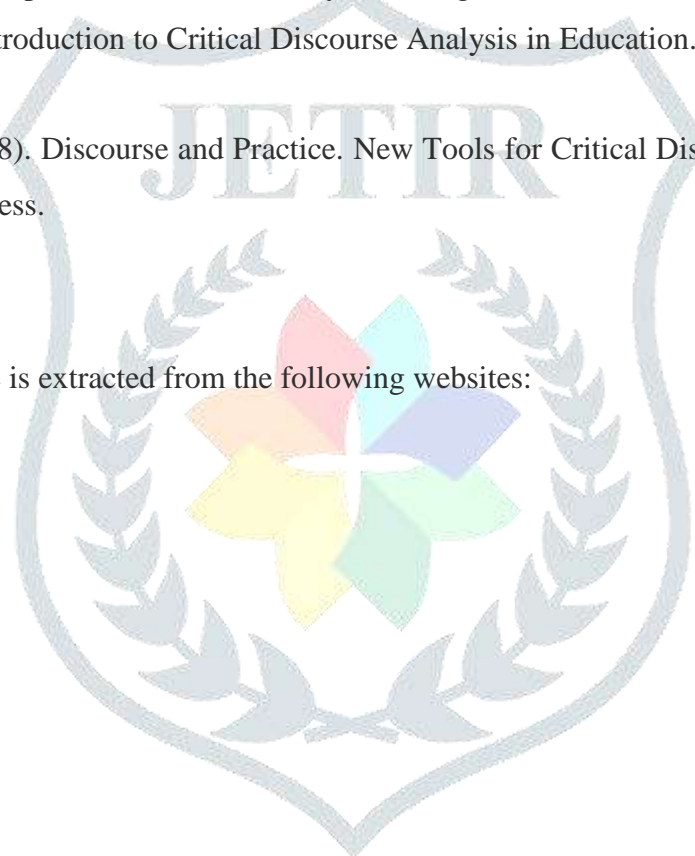 troduction to Critical Discourse Analysis in Education.
JETIR
8). Discourse and Practice. New Tools for Critical Dis
ess.
is extracted from the following websites: